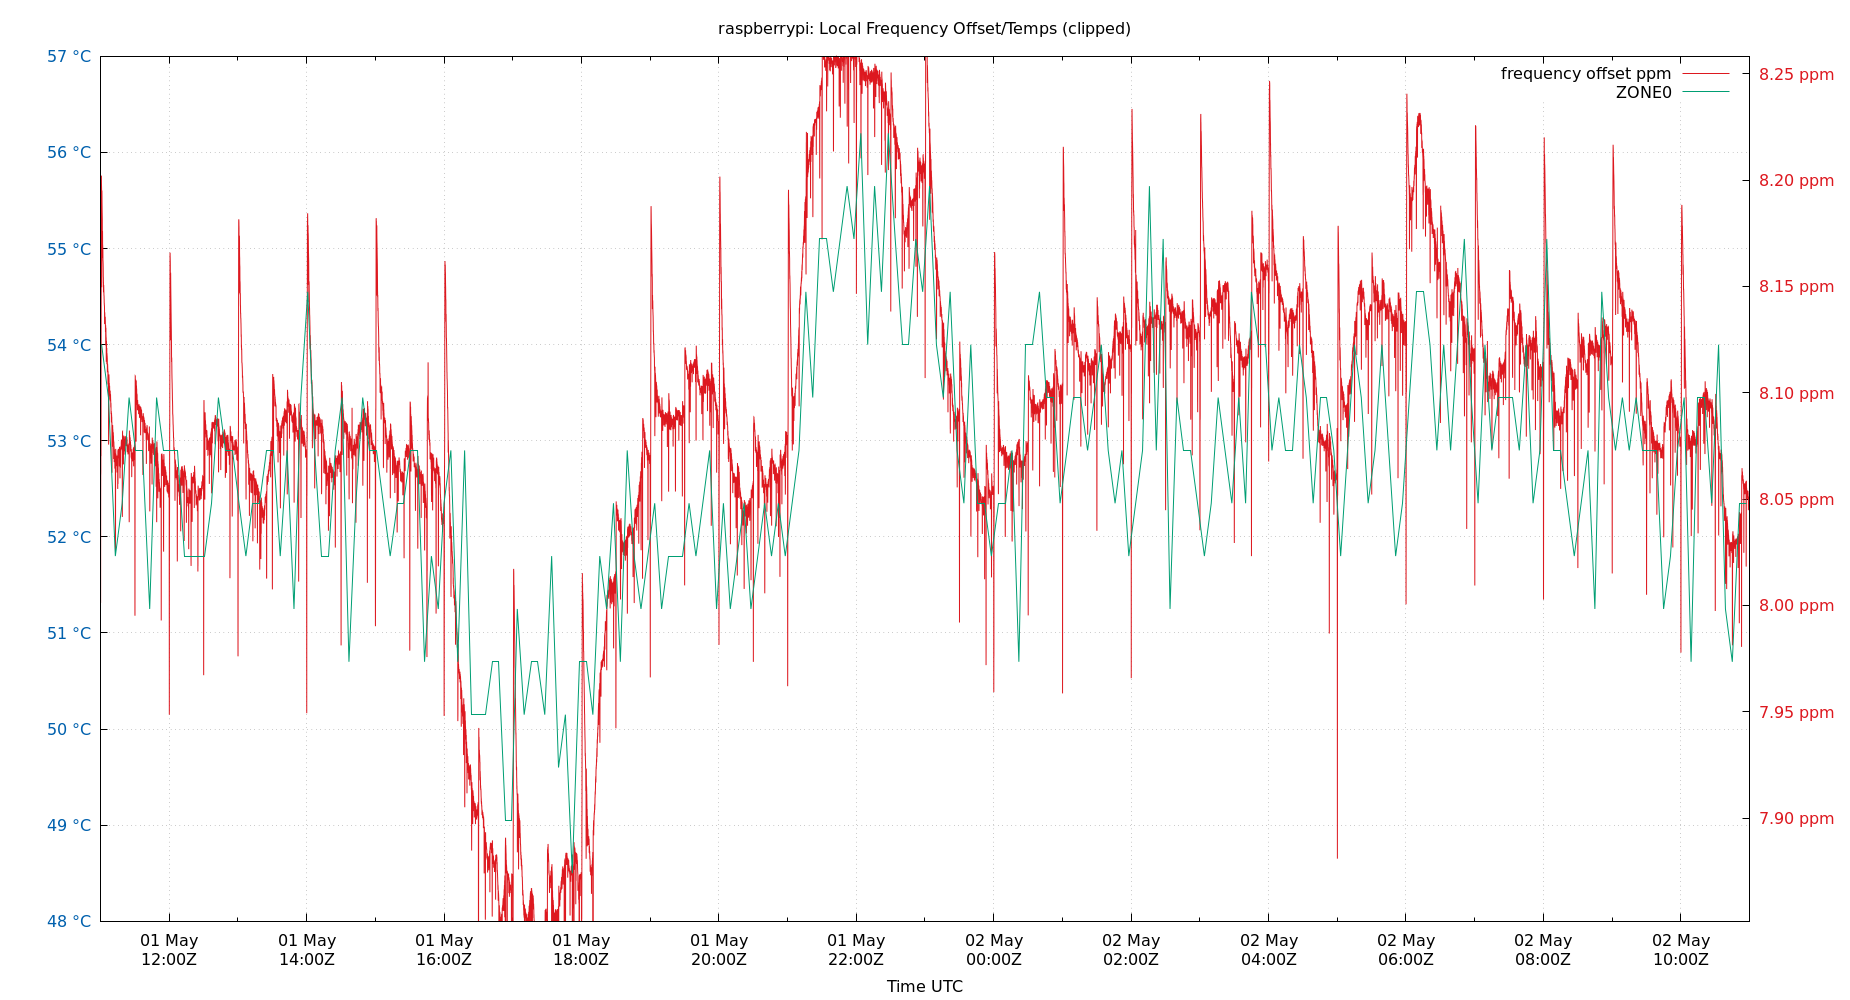 raspberrypi: Local Frequency Offset/Temps (clipped)
frequency offset ppm
ZONE0
57 °C
56 °C
55 °C
54 °C
53 °C
52 °C
51 °C
50 °C
49 °C
48 °C
8.25 ppm
8.20 ppm
8.15 ppm
8.10 ppm
8.05 ppm
8.00 ppm
7.95 ppm
7.90 ppm
01 May 01 May 01 May 01 May 01 May 01 May 02 May 02 May 02 May 02 May 02 May 02 May
12:00Z 14:00Z 16:00Z 18:00Z 20:00Z 22:00Z 00:00Z 02:00Z 04:00Z 06:00Z 08:00Z 10:00Z
Time UTC